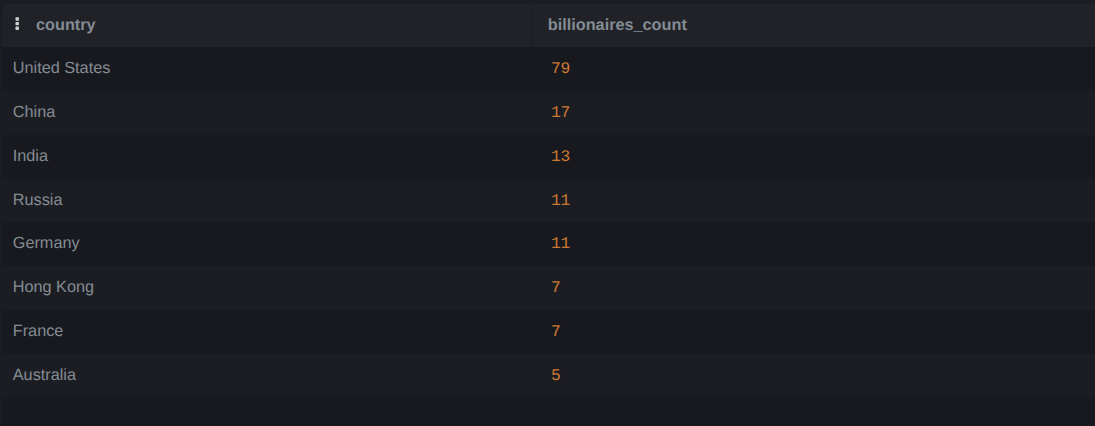 country billionaires_count
United States 79
China 17
India 13
Russia 11
Germany 11
Hong Kong 7
France 7
Australia 5